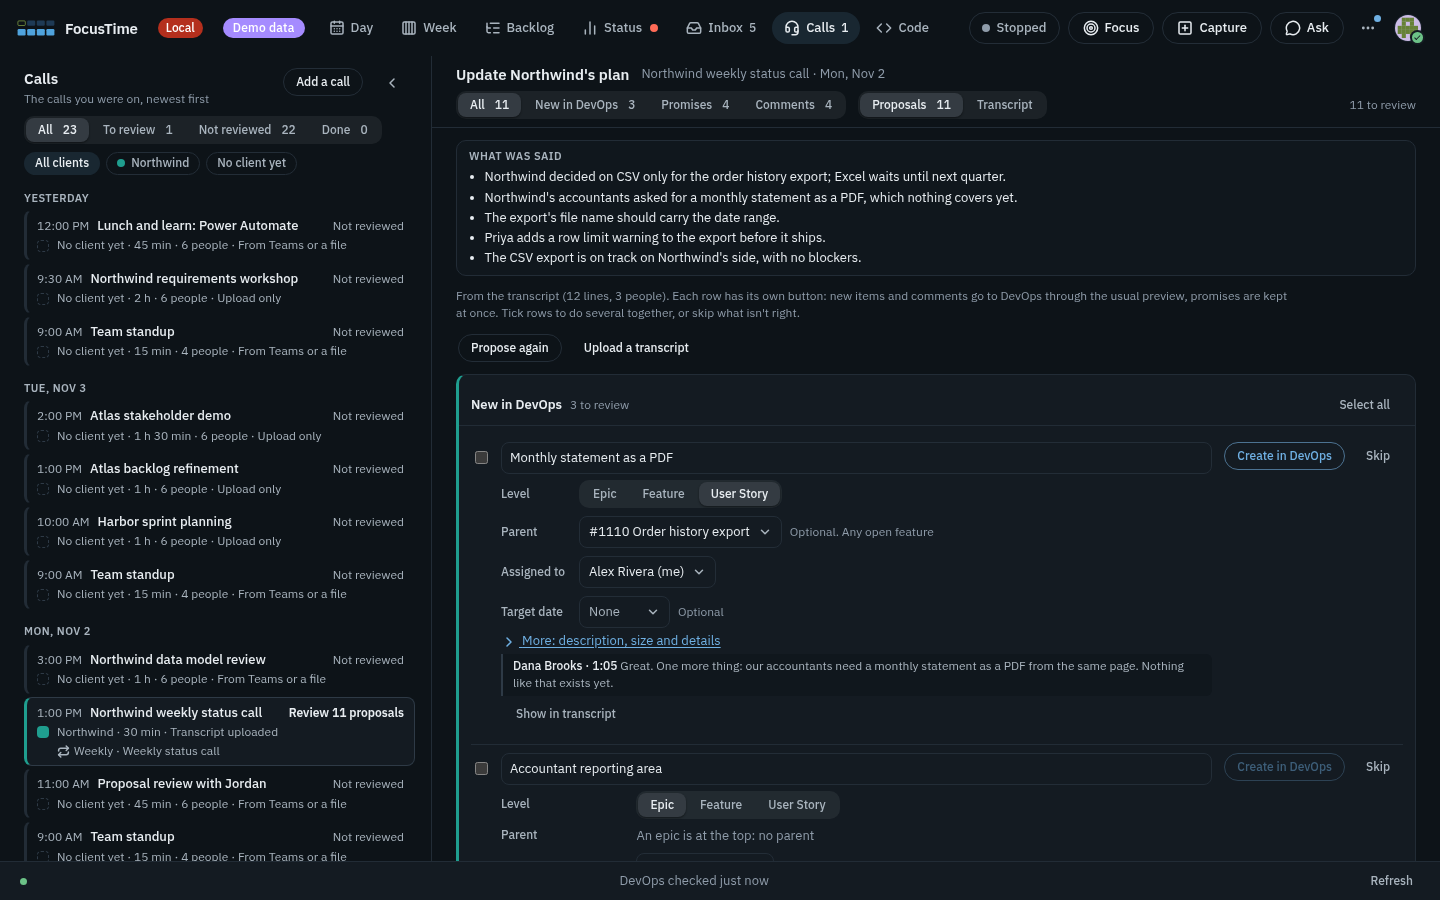 FocusTime
Local
Demo data
Day
Week
Backlog
Status
Inbox 5
Calls 1
Code
Stopped
Focus
Capture
Ask
Calls
The calls you were on, newest first
Add a call
All 23
To review 1
Not reviewed 22
Done 0
All clients
Northwind
No client yet
YESTERDAY
12:00 PM Lunch and learn: Power Automate Not reviewed
No client yet · 45 min · 6 people · From Teams or a file
9:30 AM Northwind requirements workshop Not reviewed
No client yet · 2 h · 6 people · Upload only
9:00 AM Team standup Not reviewed
No client yet · 15 min · 4 people · From Teams or a file
TUE, NOV 3
2:00 PM Atlas stakeholder demo Not reviewed
No client yet · 1 h 30 min · 6 people · Upload only
1:00 PM Atlas backlog refinement Not reviewed
No client yet · 1 h · 6 people · Upload only
10:00 AM Harbor sprint planning Not reviewed
No client yet · 1 h · 6 people · Upload only
9:00 AM Team standup Not reviewed
No client yet · 15 min · 4 people · From Teams or a file
MON, NOV 2
3:00 PM Northwind data model review Not reviewed
No client yet · 1 h · 6 people · From Teams or a file
1:00 PM Northwind weekly status call Review 11 proposals
Northwind · 30 min · Transcript uploaded
Weekly · Weekly status call
11:00 AM Proposal review with Jordan Not reviewed
No client yet · 45 min · 6 people · From Teams or a file
9:00 AM Team standup Not reviewed
No client yet · 15 min · 4 people · From Teams or a file
Update Northwind's plan Northwind weekly status call · Mon, Nov 2
All 11
New in DevOps 3
Promises 4
Comments 4
Proposals 11
Transcript
11 to review
WHAT WAS SAID
• Northwind decided on CSV only for the order history export; Excel waits until next quarter.
• Northwind's accountants asked for a monthly statement as a PDF, which nothing covers yet.
• The export's file name should carry the date range.
• Priya adds a row limit warning to the export before it ships.
• The CSV export is on track on Northwind's side, with no blockers.
From the transcript (12 lines, 3 people). Each row has its own button: new items and comments go to DevOps through the usual preview, promises are kept
at once. Tick rows to do several together, or skip what isn't right.
Propose again
Upload a transcript
New in DevOps 3 to review
Select all
Monthly statement as a PDF
Create in DevOps
Skip
Level Epic Feature User Story
Parent #1110 Order history export Optional. Any open feature
Assigned to Alex Rivera (me)
Target date None Optional
More: description, size and details
Dana Brooks · 1:05 Great. One more thing: our accountants need a monthly statement as a PDF from the same page. Nothing
like that exists yet.
Show in transcript
Accountant reporting area
Create in DevOps
Skip
Level Epic Feature User Story
Parent An epic is at the top: no parent
DevOps checked just now
Refresh